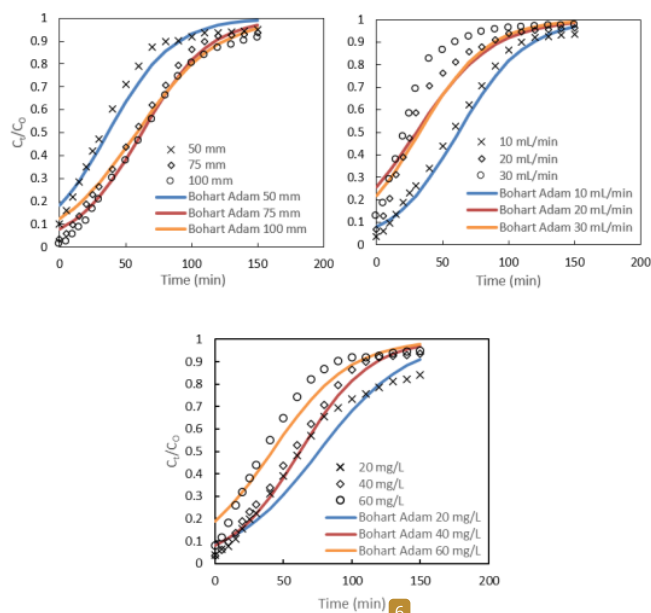 1
0.9
0.8
0.7
0.6
0.5
0.4
0.3
0.2
0.1
0
Ct/CO
50 mm
75 mm
100 mm
Bohart Adam 50 mm
Bohart Adam 75 mm
Bohart Adam 100 mm
0 50 100 150 200
Time (min)
1
0.9
0.8
0.7
0.6
0.5
0.4
0.3
0.2
0.1
0
10 mL/min
20 mL/min
30 mL/min
Bohart Adam 10 mL/min
Bohart Adam 20 mL/min
Bohart Adam 30 mL/min
0 50 100 150 200
Time (min)
1
0.9
0.8
0.7
0.6
0.5
0.4
0.3
0.2
0.1
0
Ct/CO
20 mg/L
40 mg/L
60 mg/L
Bohart Adam 20 mg/L
Bohart Adam 40 mg/L
Bohart Adam 60 mg/L
0 50 100 150 200
Time (min)
6